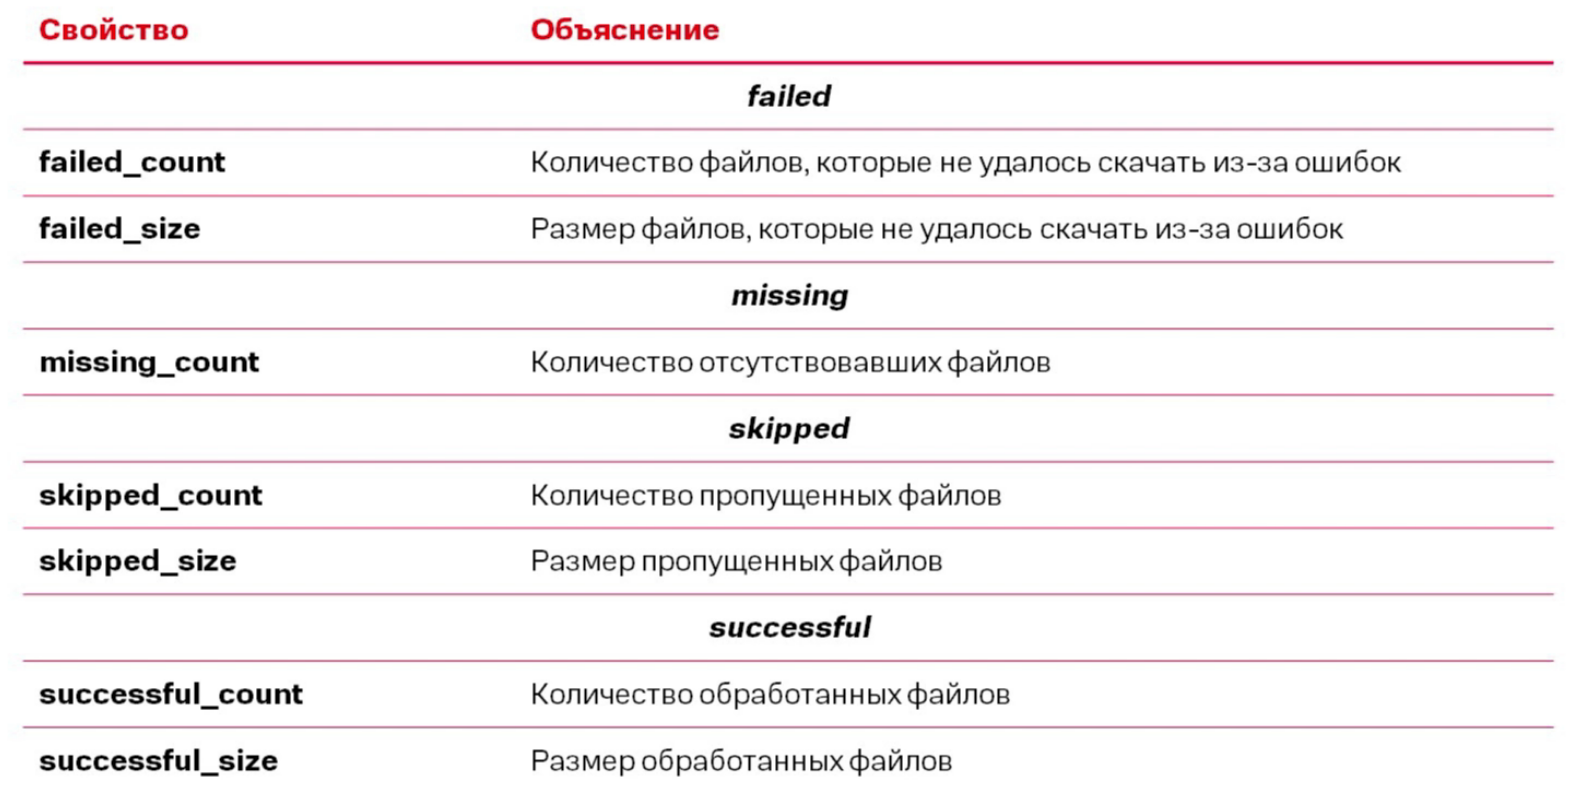 Свойство Объяснение
failed
failed_count Количество файлов, которые не удалось скачать из-за ошибок
failed_size Размер файлов, которые не удалось скачать из-за ошибок
missing
missing_count Количество отсутствовавших файлов
skipped
skipped_count Количество пропущенных файлов
skipped_size Размер пропущенных файлов
successful
successful_count Количество обработанных файлов
successful_size Размер обработанных файлов